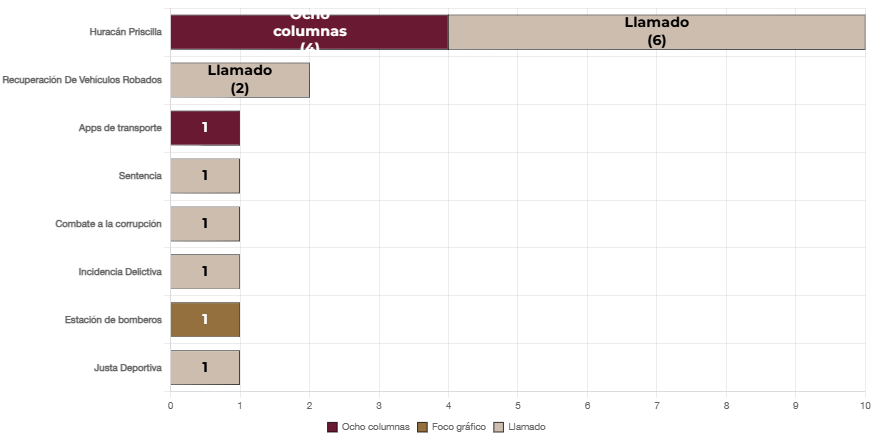 Huracán Priscilla
Ocho
columnas
(4)
Llamado
(6)
Recuperación De Vehículos Robados
Llamado
(2)
Apps de transporte
1
Sentencia
1
Combate a la corrupción
1
Incidencia Delictiva
1
Estación de bomberos
1
Justa Deportiva
1
0 1 2 3 4 5 6 7 8 9 10
Ocho columnas Foco gráfico Llamado